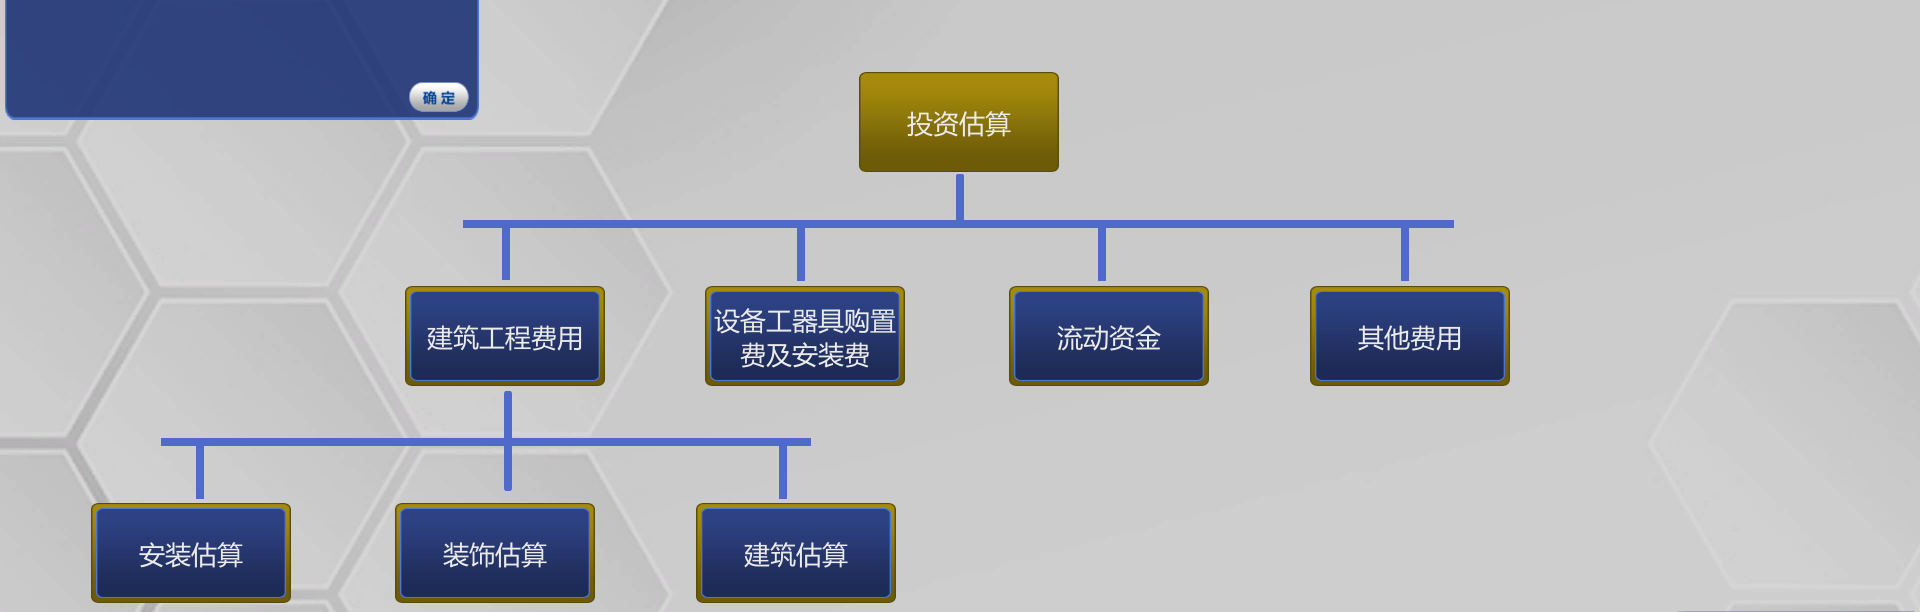 确 定
投资估算
建筑工程费用
设备工器具购置
费及安装费
流动资金
其他费用
安装估算
装饰估算
建筑估算